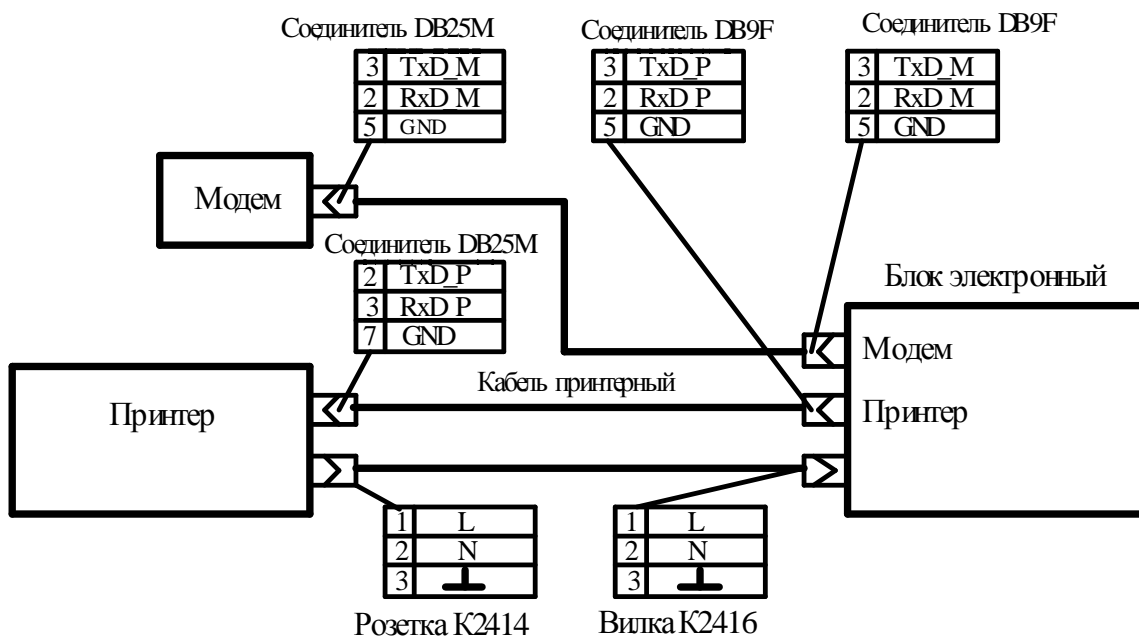 Соединитель DB25M
3 TxD_M
2 RxD_M
5 GND
Соединитель DB9F
3 TxD_P
2 RxD_P
5 GND
Соединитель DB9F
3 TxD_M
2 RxD_M
5 GND
Модем
Соединитель DB25M
2 TxD_P
3 RxD_P
7 GND
Блок электронный
Модем
Принтер
Кабель принтерный
Принтер
1 L
2 N
3
Розетка К2414
1 L
2 N
3
Вилка К2416